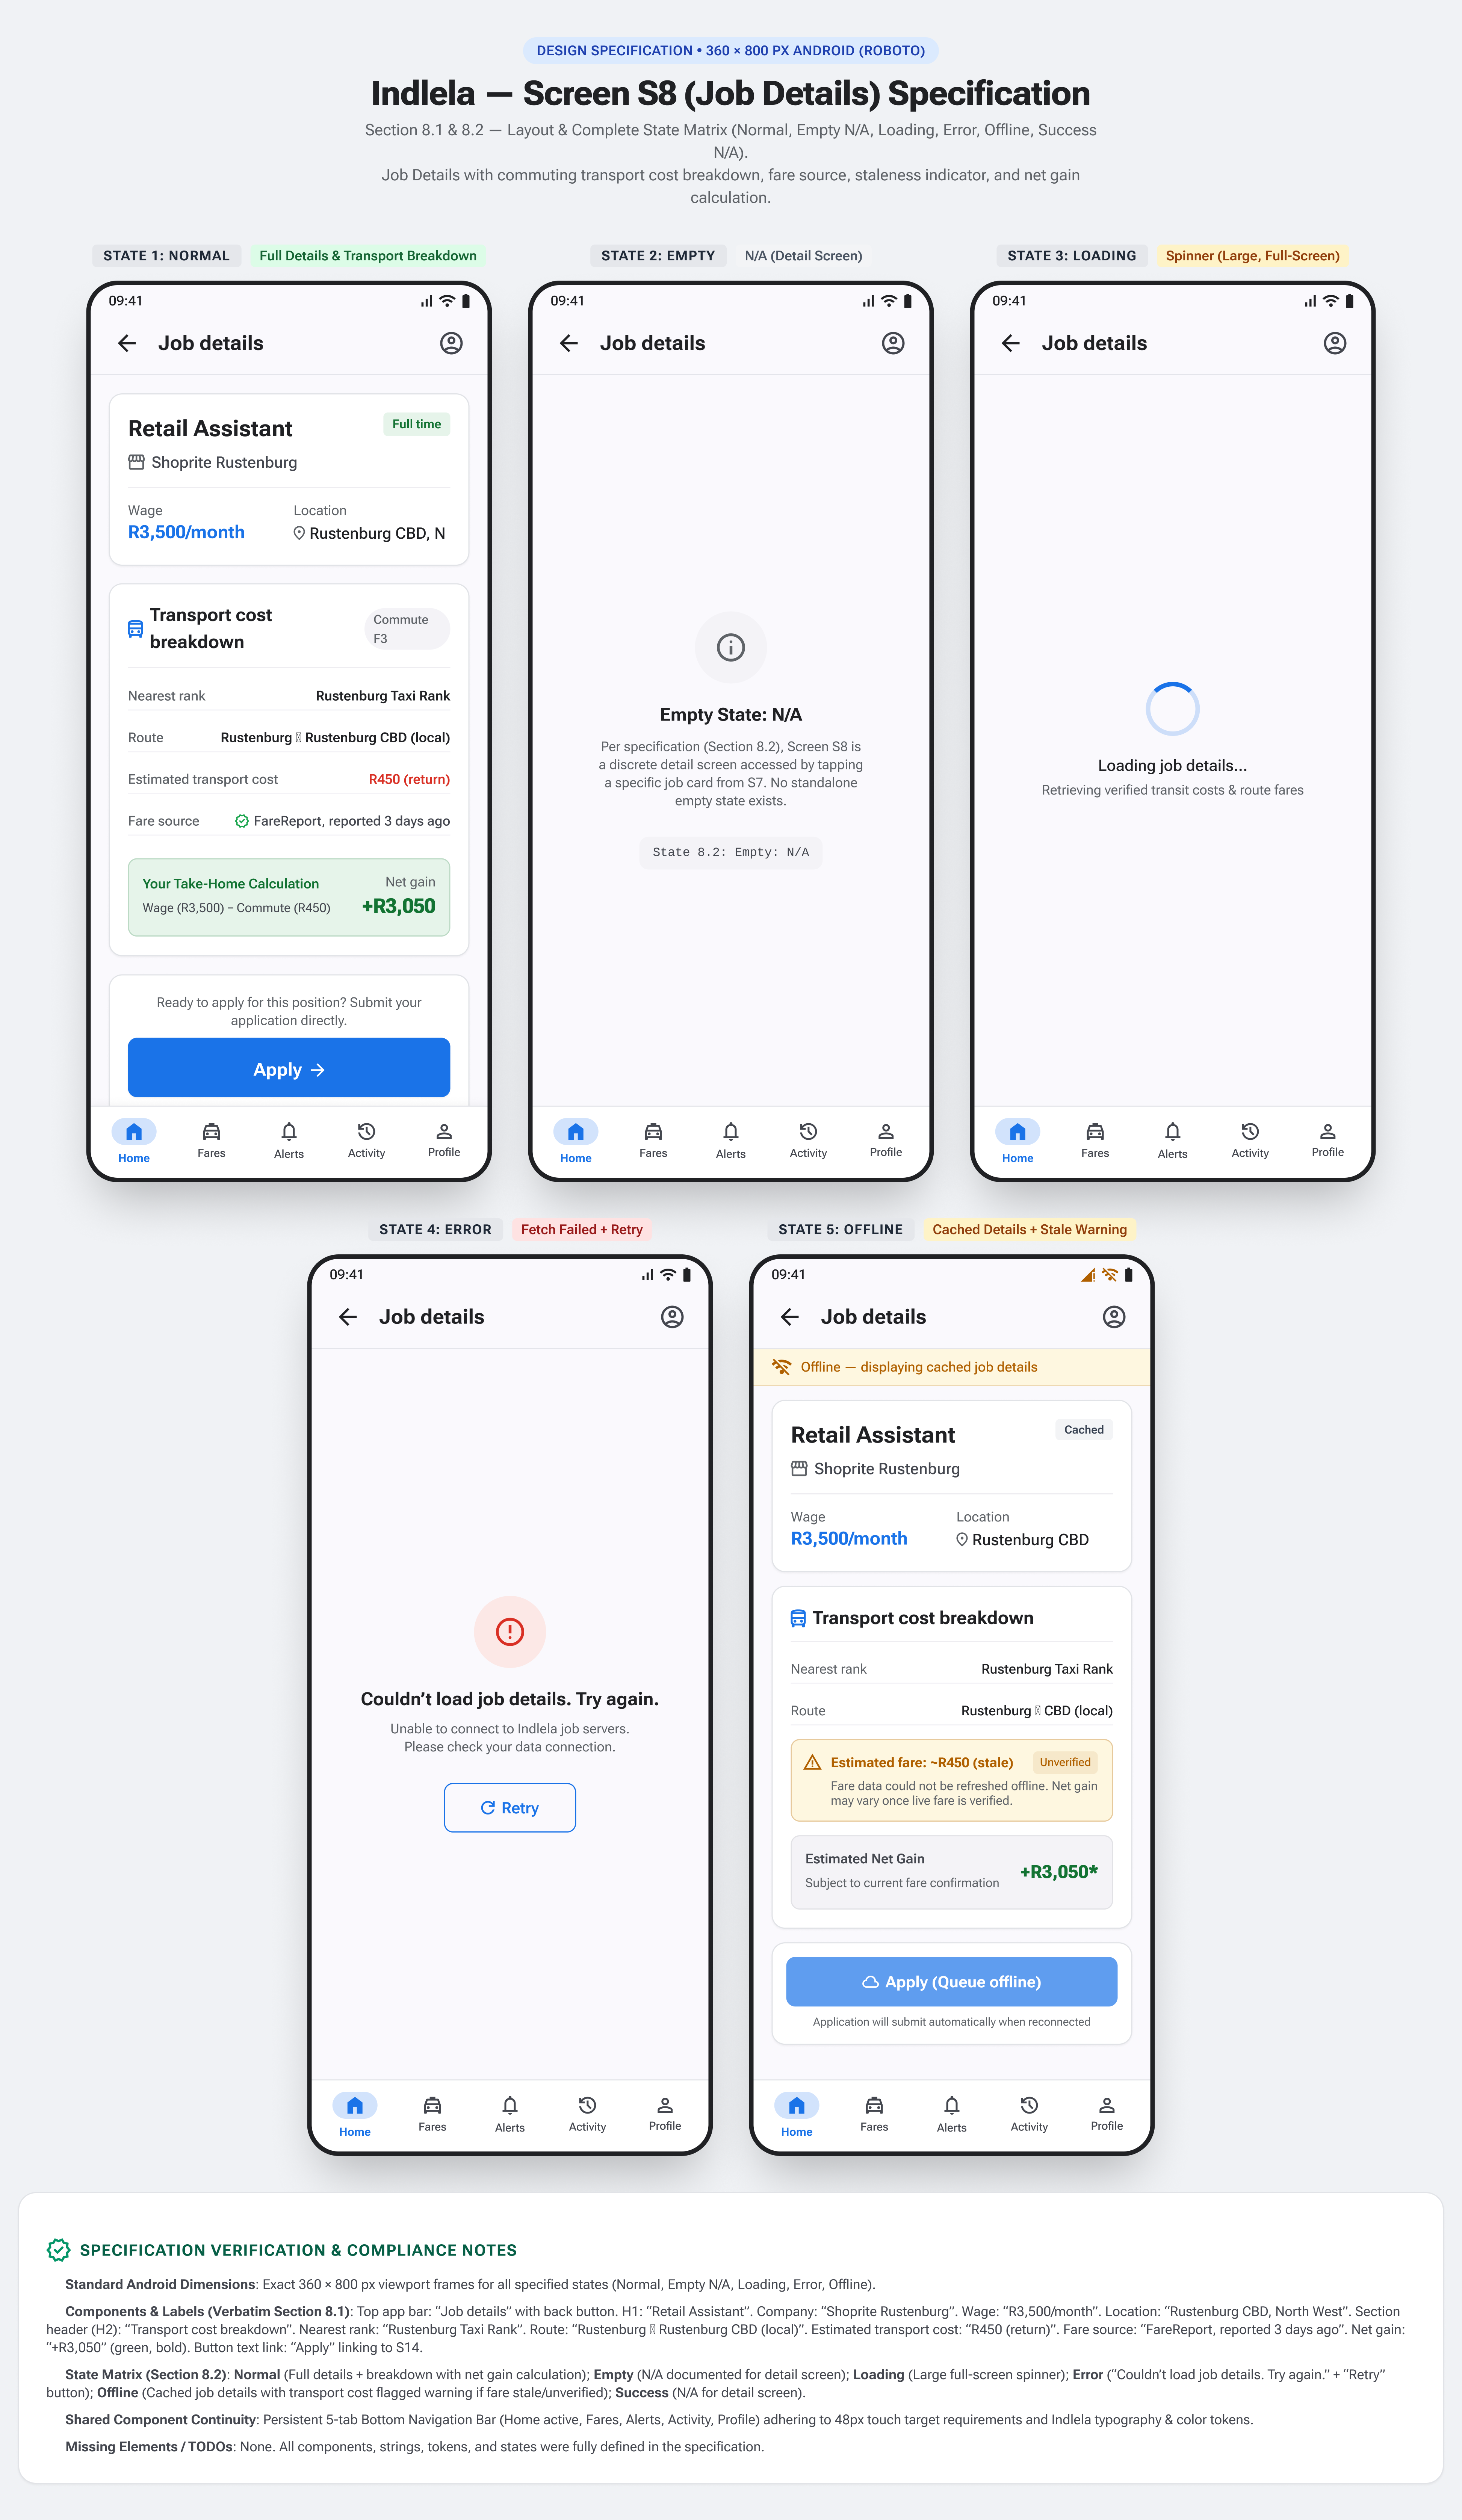 DESIGN SPECIFICATION • 360 × 800 PX ANDROID (ROBOTO)
Indlela — Screen S8 (Job Details) Specification
Section 8.1 & 8.2 — Layout & Complete State Matrix (Normal, Empty N/A, Loading, Error, Offline, Success
N/A).
Job Details with commuting transport cost breakdown, fare source, staleness indicator, and net gain
calculation.
STATE 1: NORMAL Full Details & Transport Breakdown
09:41
Job details
Retail Assistant
Full time
Shoprite Rustenburg
Wage Location
R3,500/month Rustenburg CBD, N
Transport cost
breakdown
Commute
F3
Nearest rank Rustenburg Taxi Rank
Route Rustenburg ▯ Rustenburg CBD (local)
Estimated transport cost R450 (return)
Fare source FareReport, reported 3 days ago
Your Take-Home Calculation Net gain
Wage (R3,500) − Commute (R450) +R3,050
Ready to apply for this position? Submit your
application directly.
Apply →
Home Fares Alerts Activity Profile
STATE 2: EMPTY N/A (Detail Screen)
09:41
Job details
Empty State: N/A
Per specification (Section 8.2), Screen S8 is
a discrete detail screen accessed by tapping
a specific job card from S7. No standalone
empty state exists.
State 8.2: Empty: N/A
Home Fares Alerts Activity Profile
STATE 3: LOADING Spinner (Large, Full-Screen)
09:41
Job details
Loading job details...
Retrieving verified transit costs & route fares
Home Fares Alerts Activity Profile
STATE 4: ERROR Fetch Failed + Retry
09:41
Job details
Couldn’t load job details. Try again.
Unable to connect to Indlela job servers.
Please check your data connection.
Retry
Home Fares Alerts Activity Profile
STATE 5: OFFLINE Cached Details + Stale Warning
09:41
Job details
Offline — displaying cached job details
Retail Assistant
Cached
Shoprite Rustenburg
Wage Location
R3,500/month Rustenburg CBD
Transport cost breakdown
Nearest rank Rustenburg Taxi Rank
Route Rustenburg ▯ CBD (local)
Estimated fare: ~R450 (stale) Unverified
Fare data could not be refreshed offline. Net gain
may vary once live fare is verified.
Estimated Net Gain
+R3,050*
Subject to current fare confirmation
Apply (Queue offline)
Application will submit automatically when reconnected
Home Fares Alerts Activity Profile
SPECIFICATION VERIFICATION & COMPLIANCE NOTES
Standard Android Dimensions: Exact 360 × 800 px viewport frames for all specified states (Normal, Empty N/A, Loading, Error, Offline).
Components & Labels (Verbatim Section 8.1): Top app bar: “Job details” with back button. H1: “Retail Assistant”. Company: “Shoprite Rustenburg”. Wage: “R3,500/month”. Location: “Rustenburg CBD, North West”. Section
header (H2): “Transport cost breakdown”. Nearest rank: “Rustenburg Taxi Rank”. Route: “Rustenburg ▯ Rustenburg CBD (local)”. Estimated transport cost: “R450 (return)”. Fare source: “FareReport, reported 3 days ago”. Net gain:
“+R3,050” (green, bold). Button text link: “Apply” linking to S14.
State Matrix (Section 8.2): Normal (Full details + breakdown with net gain calculation); Empty (N/A documented for detail screen); Loading (Large full-screen spinner); Error (“Couldn’t load job details. Try again.” + “Retry”
button); Offline (Cached job details with transport cost flagged warning if fare stale/unverified); Success (N/A for detail screen).
Shared Component Continuity: Persistent 5-tab Bottom Navigation Bar (Home active, Fares, Alerts, Activity, Profile) adhering to 48px touch target requirements and Indlela typography & color tokens.
Missing Elements / TODOs: None. All components, strings, tokens, and states were fully defined in the specification.